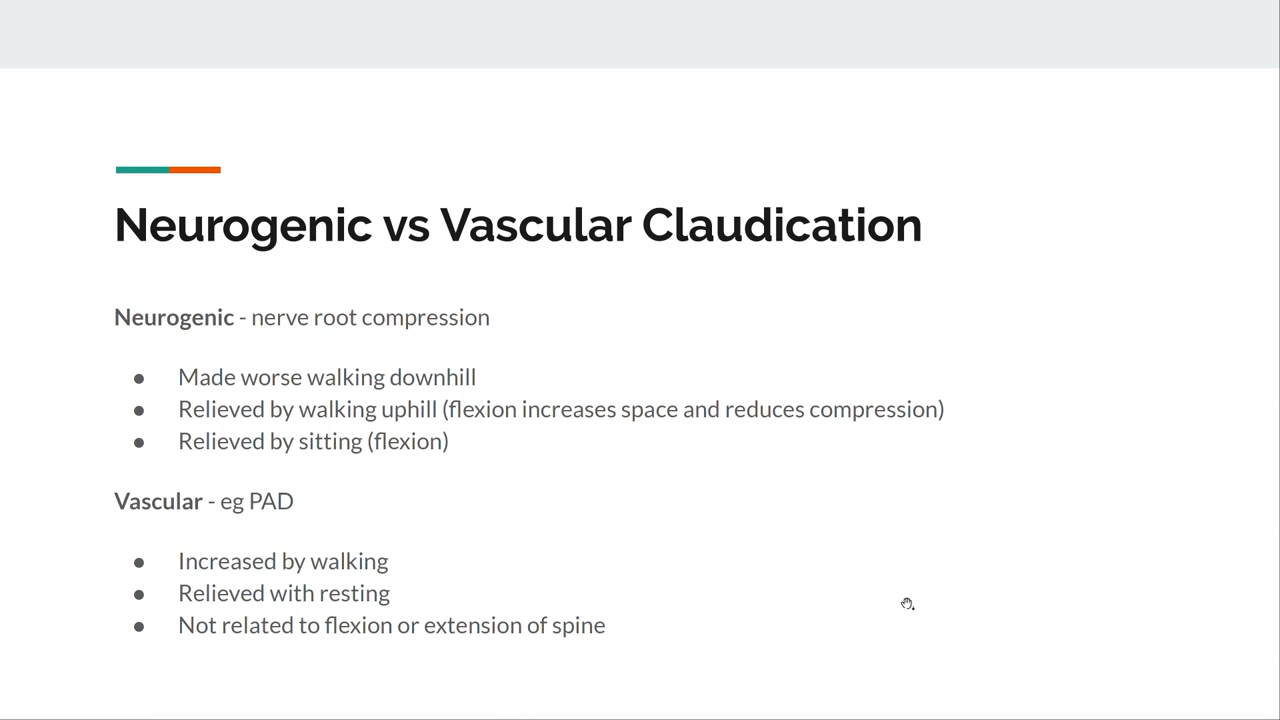 Neurogenic vs Vascular Claudication
Neurogenic - nerve root compression
● Made worse walking downhill
● Relieved by walking uphill (flexion increases space and reduces compression)
● Relieved by sitting (flexion)
Vascular - eg PAD
● Increased by walking
● Relieved with resting
● Not related to flexion or extension of spine